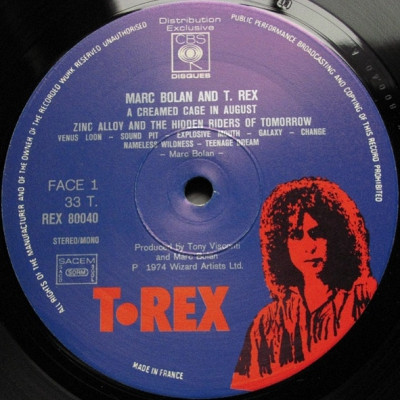 Distribution
Exclusive
CBS
DISQUES
MARC BOLAN AND T. REX
A CREAMED CAGE IN AUGUST
ZINC ALLOY AND THE HIDDEN RIDERS OF TOMORROW
VENUS LOON - SOUND PIT - EXPLOSIVE MOUTH - GALAXY - CHANGE
NAMELESS WILDNESS - TEENAGE DREAM
- Marc Bolan -
FACE 1
33 T.
REX 80040
STEREO/MONO
SACEM
SDRM
Produced by Tony Visconti
and Marc Bolan
P 1974 Wizard Artists Ltd.
T•REX
MADE IN FRANCE
ALL RIGHTS OF THE MANUFACTURER AND OF THE OWNER OF THE RECORDED WORK RESERVED UNAUTHORISED
PUBLIC PERFORMANCE BROADCASTING AND COPYING OF THIS RECORD PROHIBITED